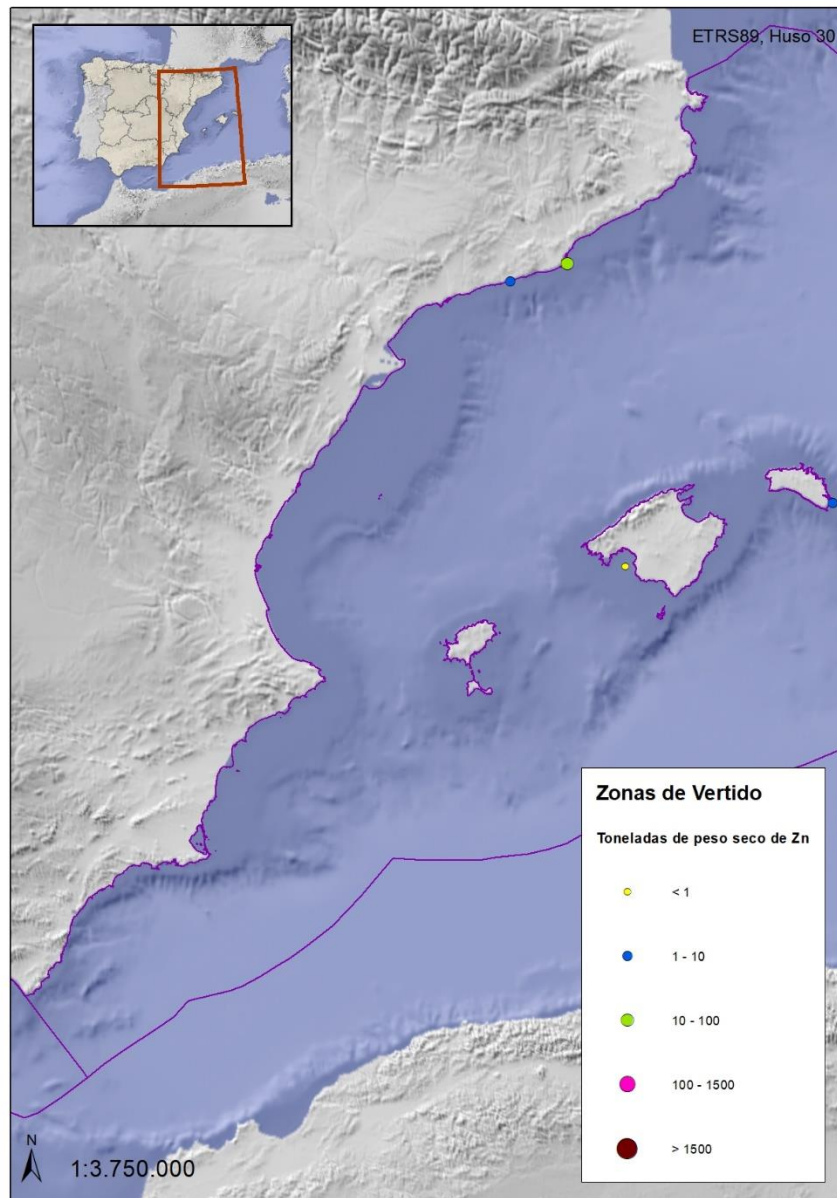 ETRS89, Huso 30
Zonas de Vertido
Toneladas de peso seco de Zn
< 1
1 - 10
10 - 100
100 - 1500
> 1500
N
1:3.750.000